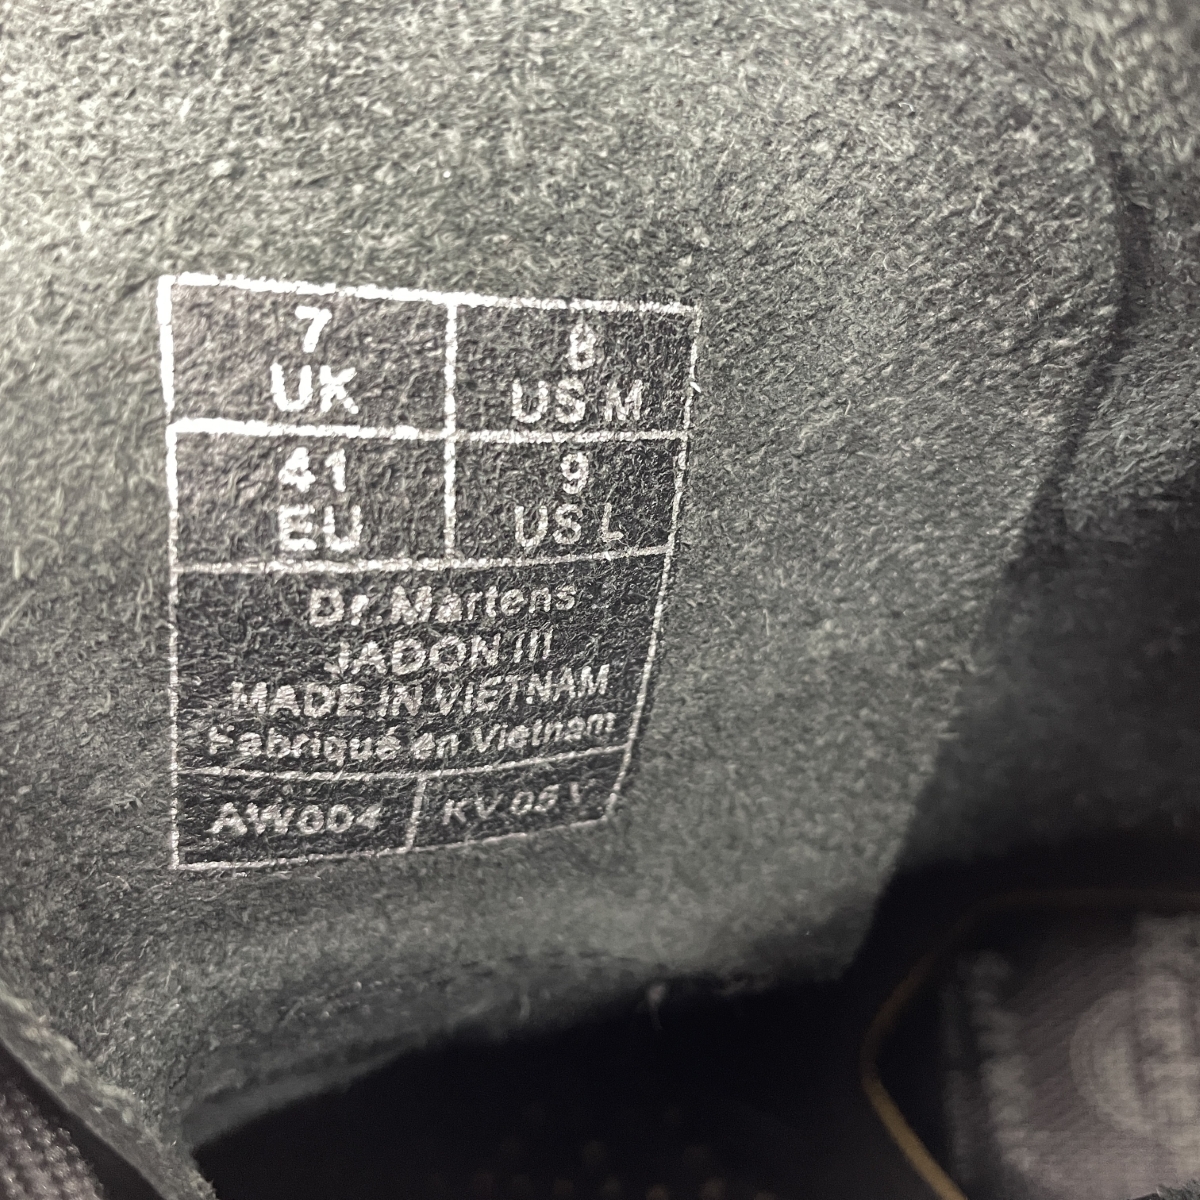 7
UK
8
US M
41
EU
9
US L
Dr. Martens
JADON III
MADE IN VIETNAM
Fabriqué en Vietnam
AW004
KV 05 Y